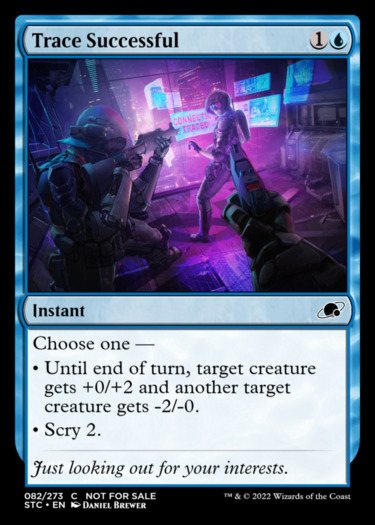 Trace Successful 1
CONNECTION
TRACED
Instant
Choose one —
• Until end of turn, target creature
gets +0/+2 and another target
creature gets -2/-0.
• Scry 2.
Just looking out for your interests.
082/273 C NOT FOR SALE
STC • EN Daniel Brewer
™ & © 2022 Wizards of the Coast